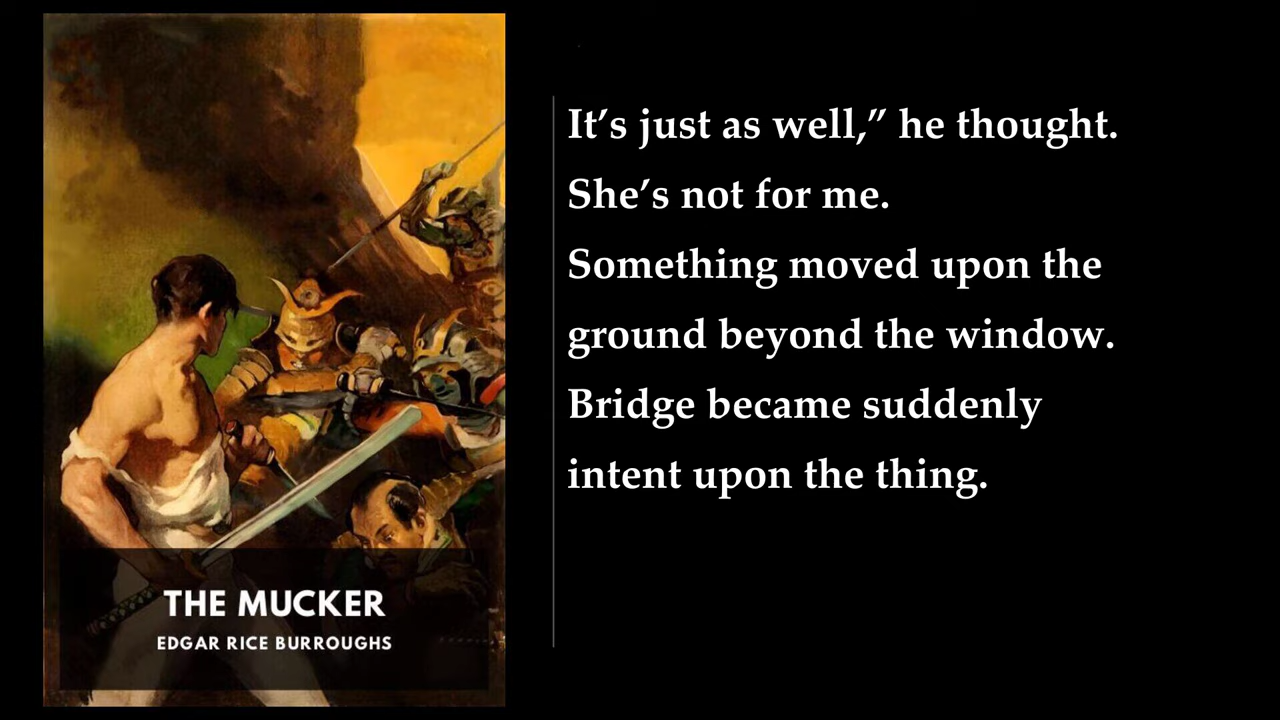 It’s just as well,” he thought.
She’s not for me.
Something moved upon the
ground beyond the window.
Bridge became suddenly
intent upon the thing.
THE MUCKER
EDGAR RICE BURROUGHS